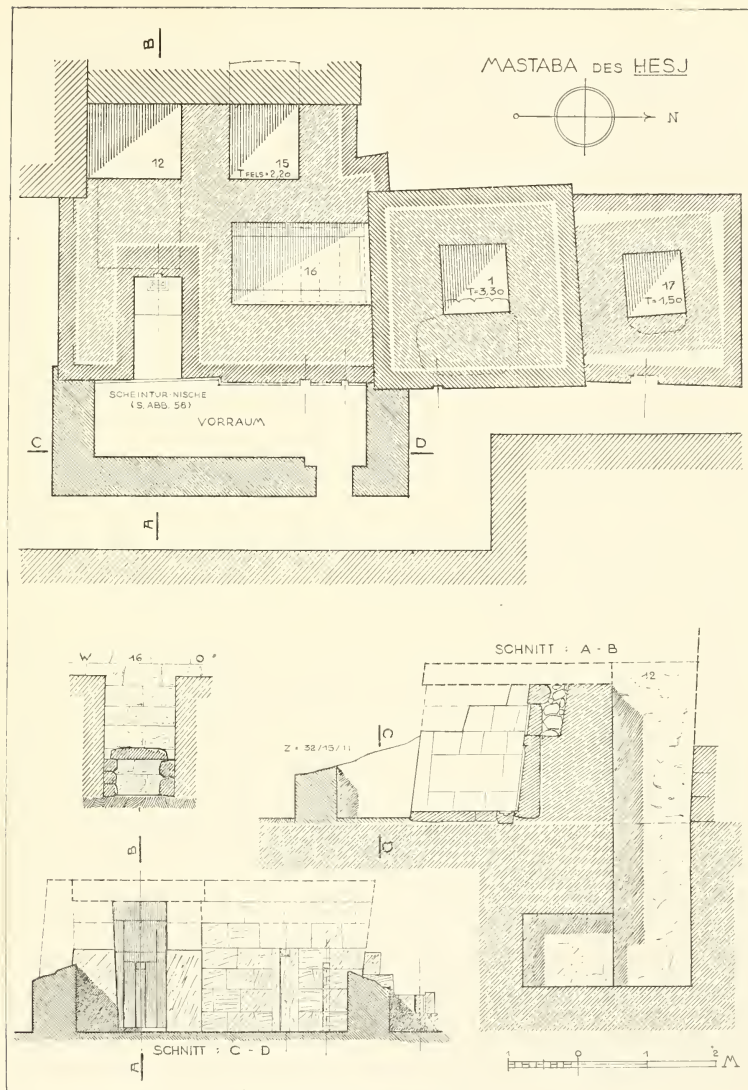 B
MASTABA DES HESJ
N
12
15
T FELS = 2,20
16
1
T=3,30
17
T=1,50
SCHEINTÜR-NISCHE
(S. ABB. 56)
VORRAUM
C
D
A
W 16 O
SCHNITT : A - B
12
C
D
B
SCHNITT : C - D
A
1 0 1 2 M